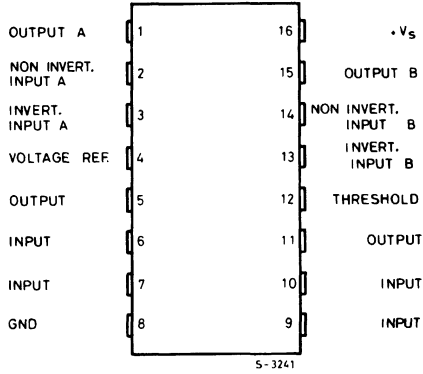 OUTPUT A 1 16 +Vs
NON INVERT. 2 15 OUTPUT B
INPUT A
INVERT. 3 14 NON INVERT.
INPUT A INPUT B
VOLTAGE REF. 4 13 INVERT.
INPUT B
OUTPUT 5 12 THRESHOLD
INPUT 6 11 OUTPUT
INPUT 7 10 INPUT
GND 8 9 INPUT
S-3241